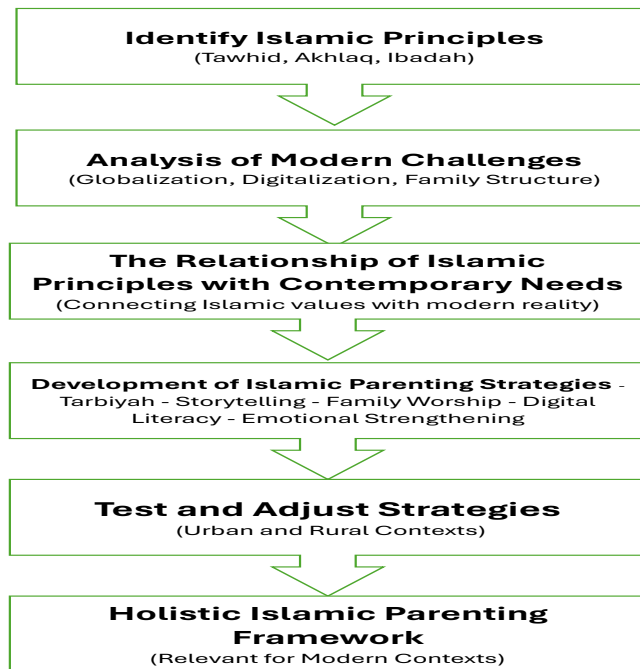 Identify Islamic Principles
(Tawhid, Akhlaq, Ibadah)
Analysis of Modern Challenges
(Globalization, Digitalization, Family Structure)
The Relationship of Islamic
Principles with Contemporary Needs
(Connecting Islamic values with modern reality)
Development of Islamic Parenting Strategies -
Tarbiyah - Storytelling - Family Worship - Digital
Literacy - Emotional Strengthening
Test and Adjust Strategies
(Urban and Rural Contexts)
Holistic Islamic Parenting
Framework
(Relevant for Modern Contexts)